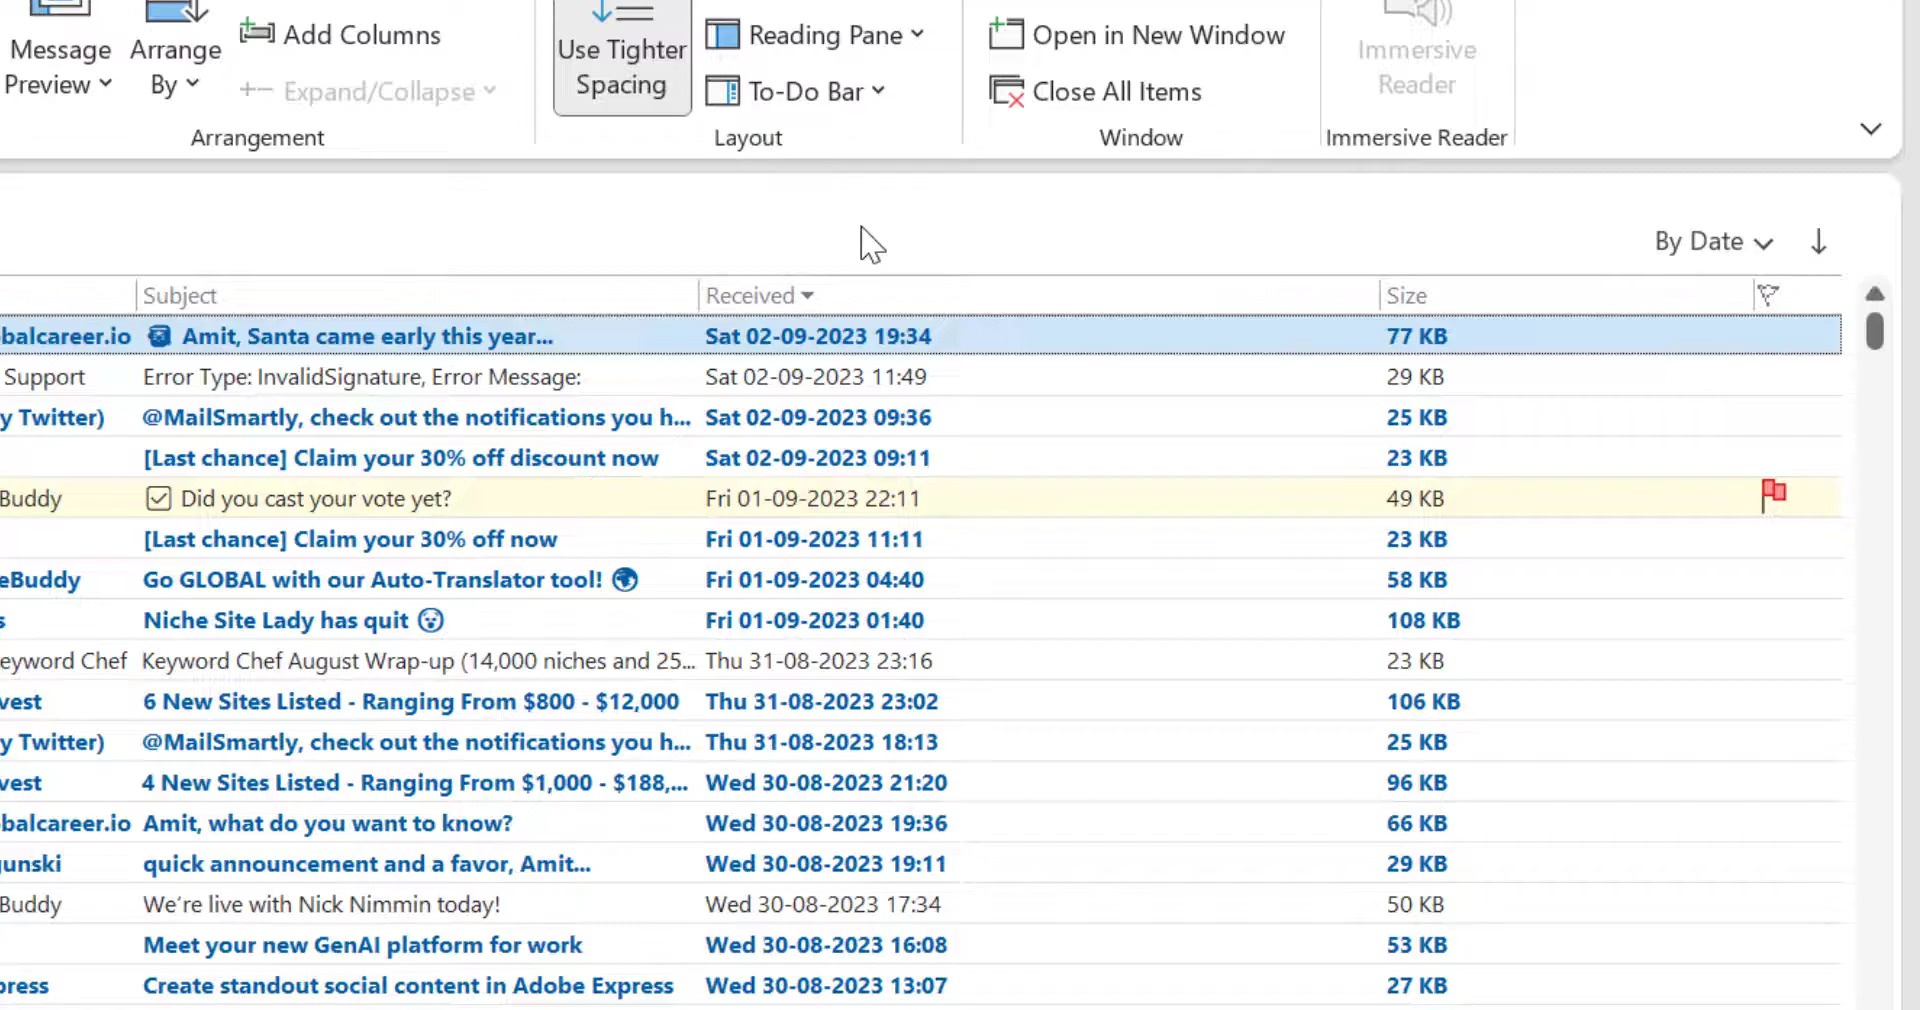 Message Preview
Arrange By
Add Columns
Expand/Collapse
Arrangement
Use Tighter Spacing
Reading Pane
To-Do Bar
Layout
Open in New Window
Close All Items
Window
Immersive Reader
Immersive Reader
By Date
Subject Received Size
balcareer.io Amit, Santa came early this year... Sat 02-09-2023 19:34 77 KB
Support Error Type: InvalidSignature, Error Message: Sat 02-09-2023 11:49 29 KB
y Twitter) @MailSmartly, check out the notifications you h... Sat 02-09-2023 09:36 25 KB
[Last chance] Claim your 30% off discount now Sat 02-09-2023 09:11 23 KB
Buddy Did you cast your vote yet? Fri 01-09-2023 22:11 49 KB
[Last chance] Claim your 30% off now Fri 01-09-2023 11:11 23 KB
eBuddy Go GLOBAL with our Auto-Translator tool! Fri 01-09-2023 04:40 58 KB
s Niche Site Lady has quit Fri 01-09-2023 01:40 108 KB
eyword Chef Keyword Chef August Wrap-up (14,000 niches and 25... Thu 31-08-2023 23:16 23 KB
vest 6 New Sites Listed - Ranging From $800 - $12,000 Thu 31-08-2023 23:02 106 KB
y Twitter) @MailSmartly, check out the notifications you h... Thu 31-08-2023 18:13 25 KB
vest 4 New Sites Listed - Ranging From $1,000 - $188,... Wed 30-08-2023 21:20 96 KB
balcareer.io Amit, what do you want to know? Wed 30-08-2023 19:36 66 KB
gunski quick announcement and a favor, Amit... Wed 30-08-2023 19:11 29 KB
Buddy We're live with Nick Nimmin today! Wed 30-08-2023 17:34 50 KB
Meet your new GenAI platform for work Wed 30-08-2023 16:08 53 KB
press Create standout social content in Adobe Express Wed 30-08-2023 13:07 27 KB